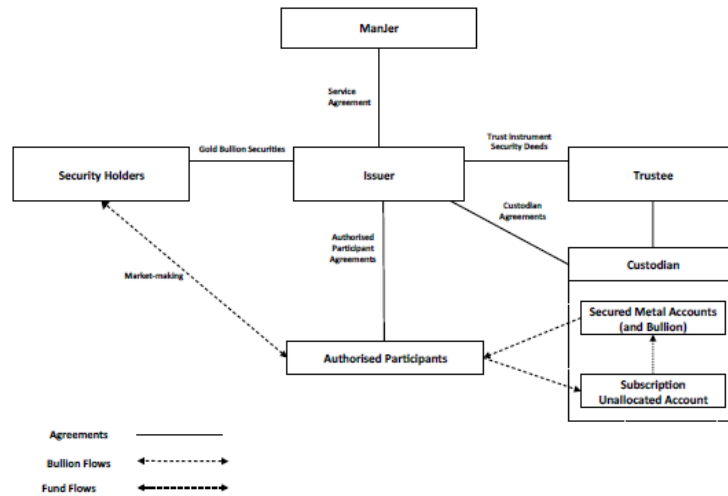 ManJer
Service
Agreement
Gold Bullion Securities
Trust Instrument
Security Deeds
Security Holders
Issuer
Trustee
Custodian
Agreements
Authorised
Participant
Agreements
Market-making
Custodian
Secured Metal Accounts
(and Bullion)
Authorised Participants
Subscription
Unallocated Account
Agreements
Bullion Flows
Fund Flows